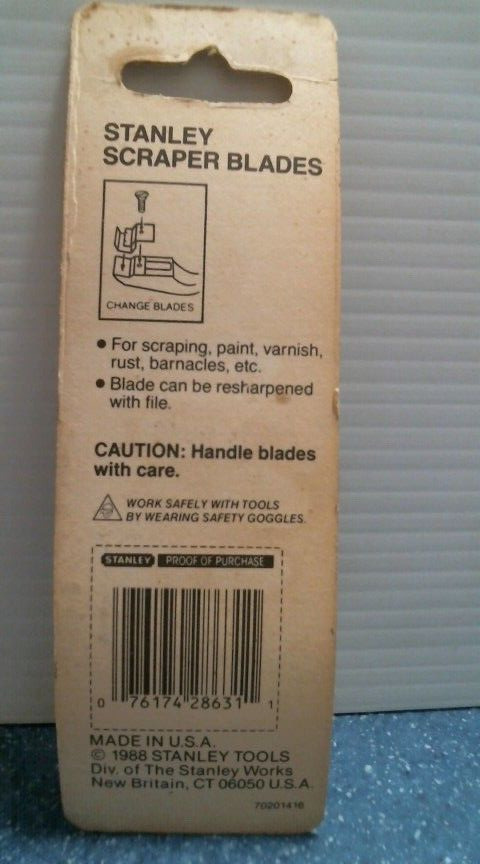 STANLEY
SCRAPER BLADES
CHANGE BLADES
● For scraping, paint, varnish,
rust, barnacles, etc.
● Blade can be resharpened
with file.
CAUTION: Handle blades
with care.
WORK SAFELY WITH TOOLS
BY WEARING SAFETY GOGGLES.
STANLEY PROOF OF PURCHASE
0 76174 28631 1
MADE IN U.S.A.
© 1988 STANLEY TOOLS
Div. of The Stanley Works
New Britain, CT 06050 U.S.A.
70201416